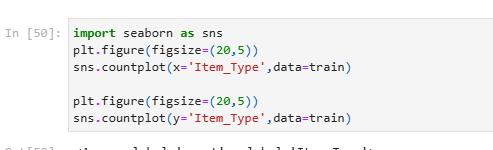 In [50]:
import seaborn as sns
plt.figure(figsize=(20,5))
sns.countplot(x='Item_Type',data=train)
plt.figure(figsize=(20,5))
sns.countplot(y='Item_Type',data=train)